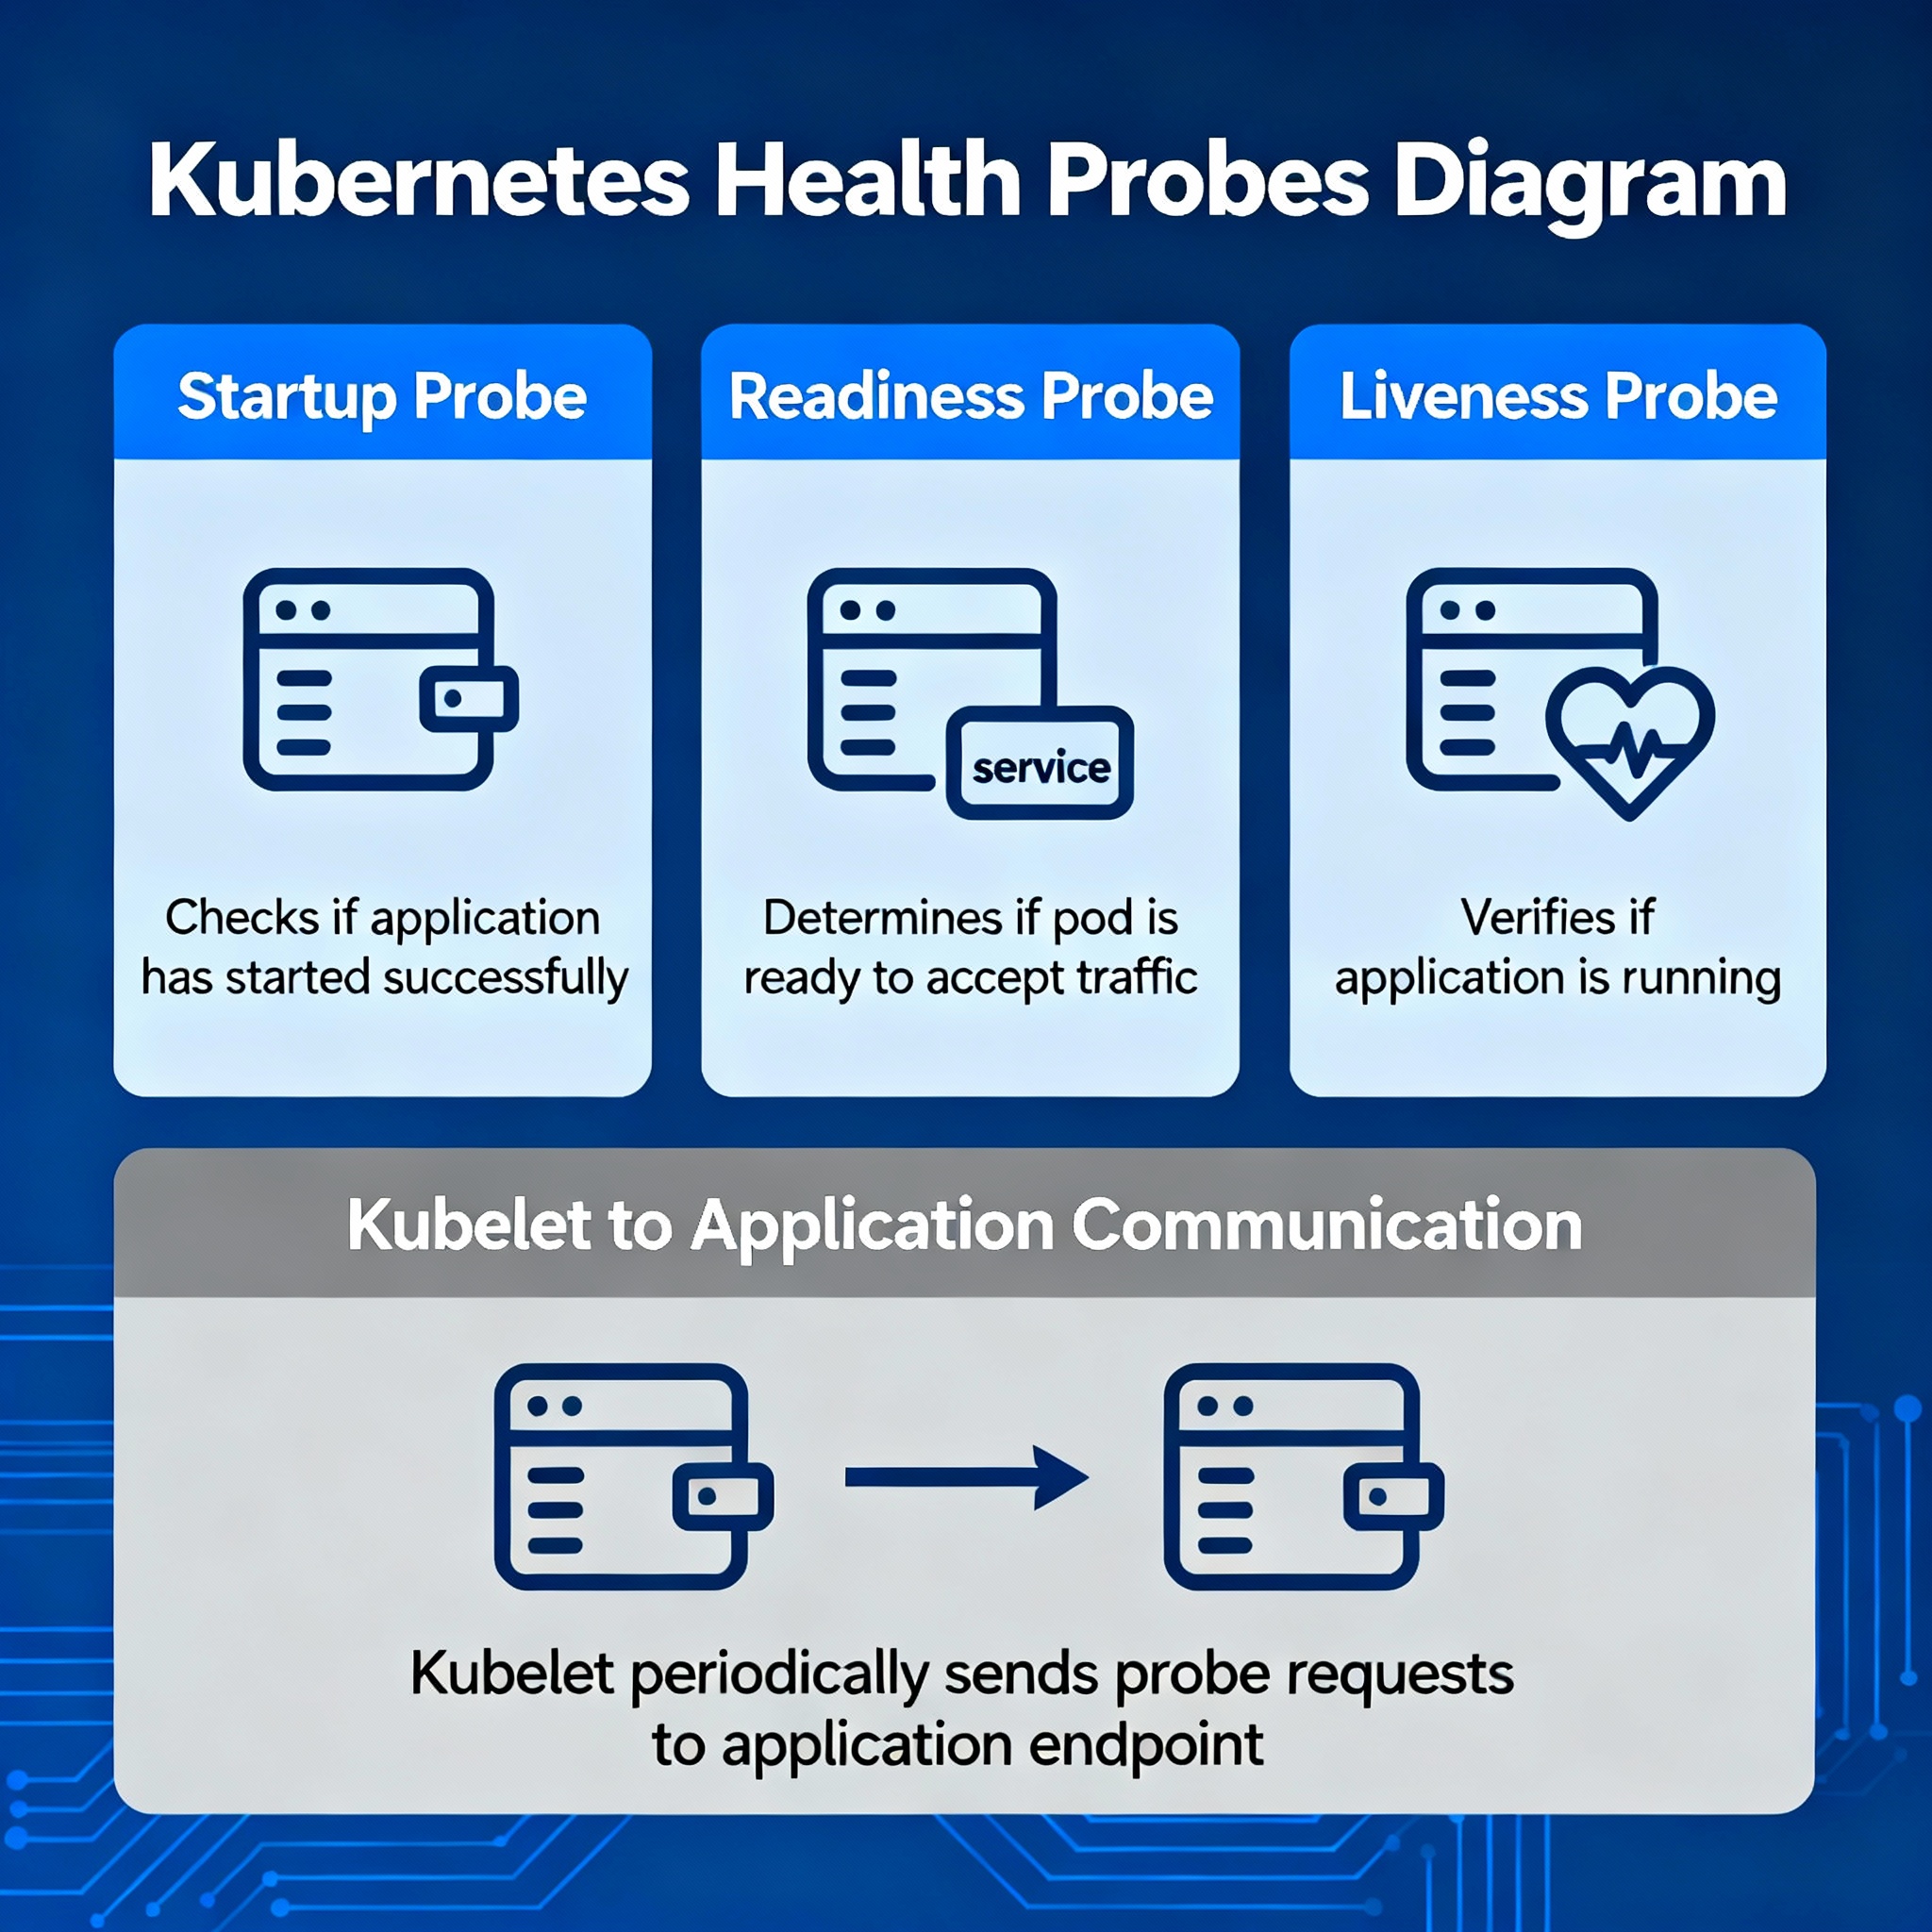 Kubernetes Health Probes Diagram
Startup Probe
Checks if application
has started successfully
Readiness Probe
service
Determines if pod is
ready to accept traffic
Liveness Probe
Verifies if
application is running
Kubelet to Application Communication
Kubelet periodically sends probe requests
to application endpoint